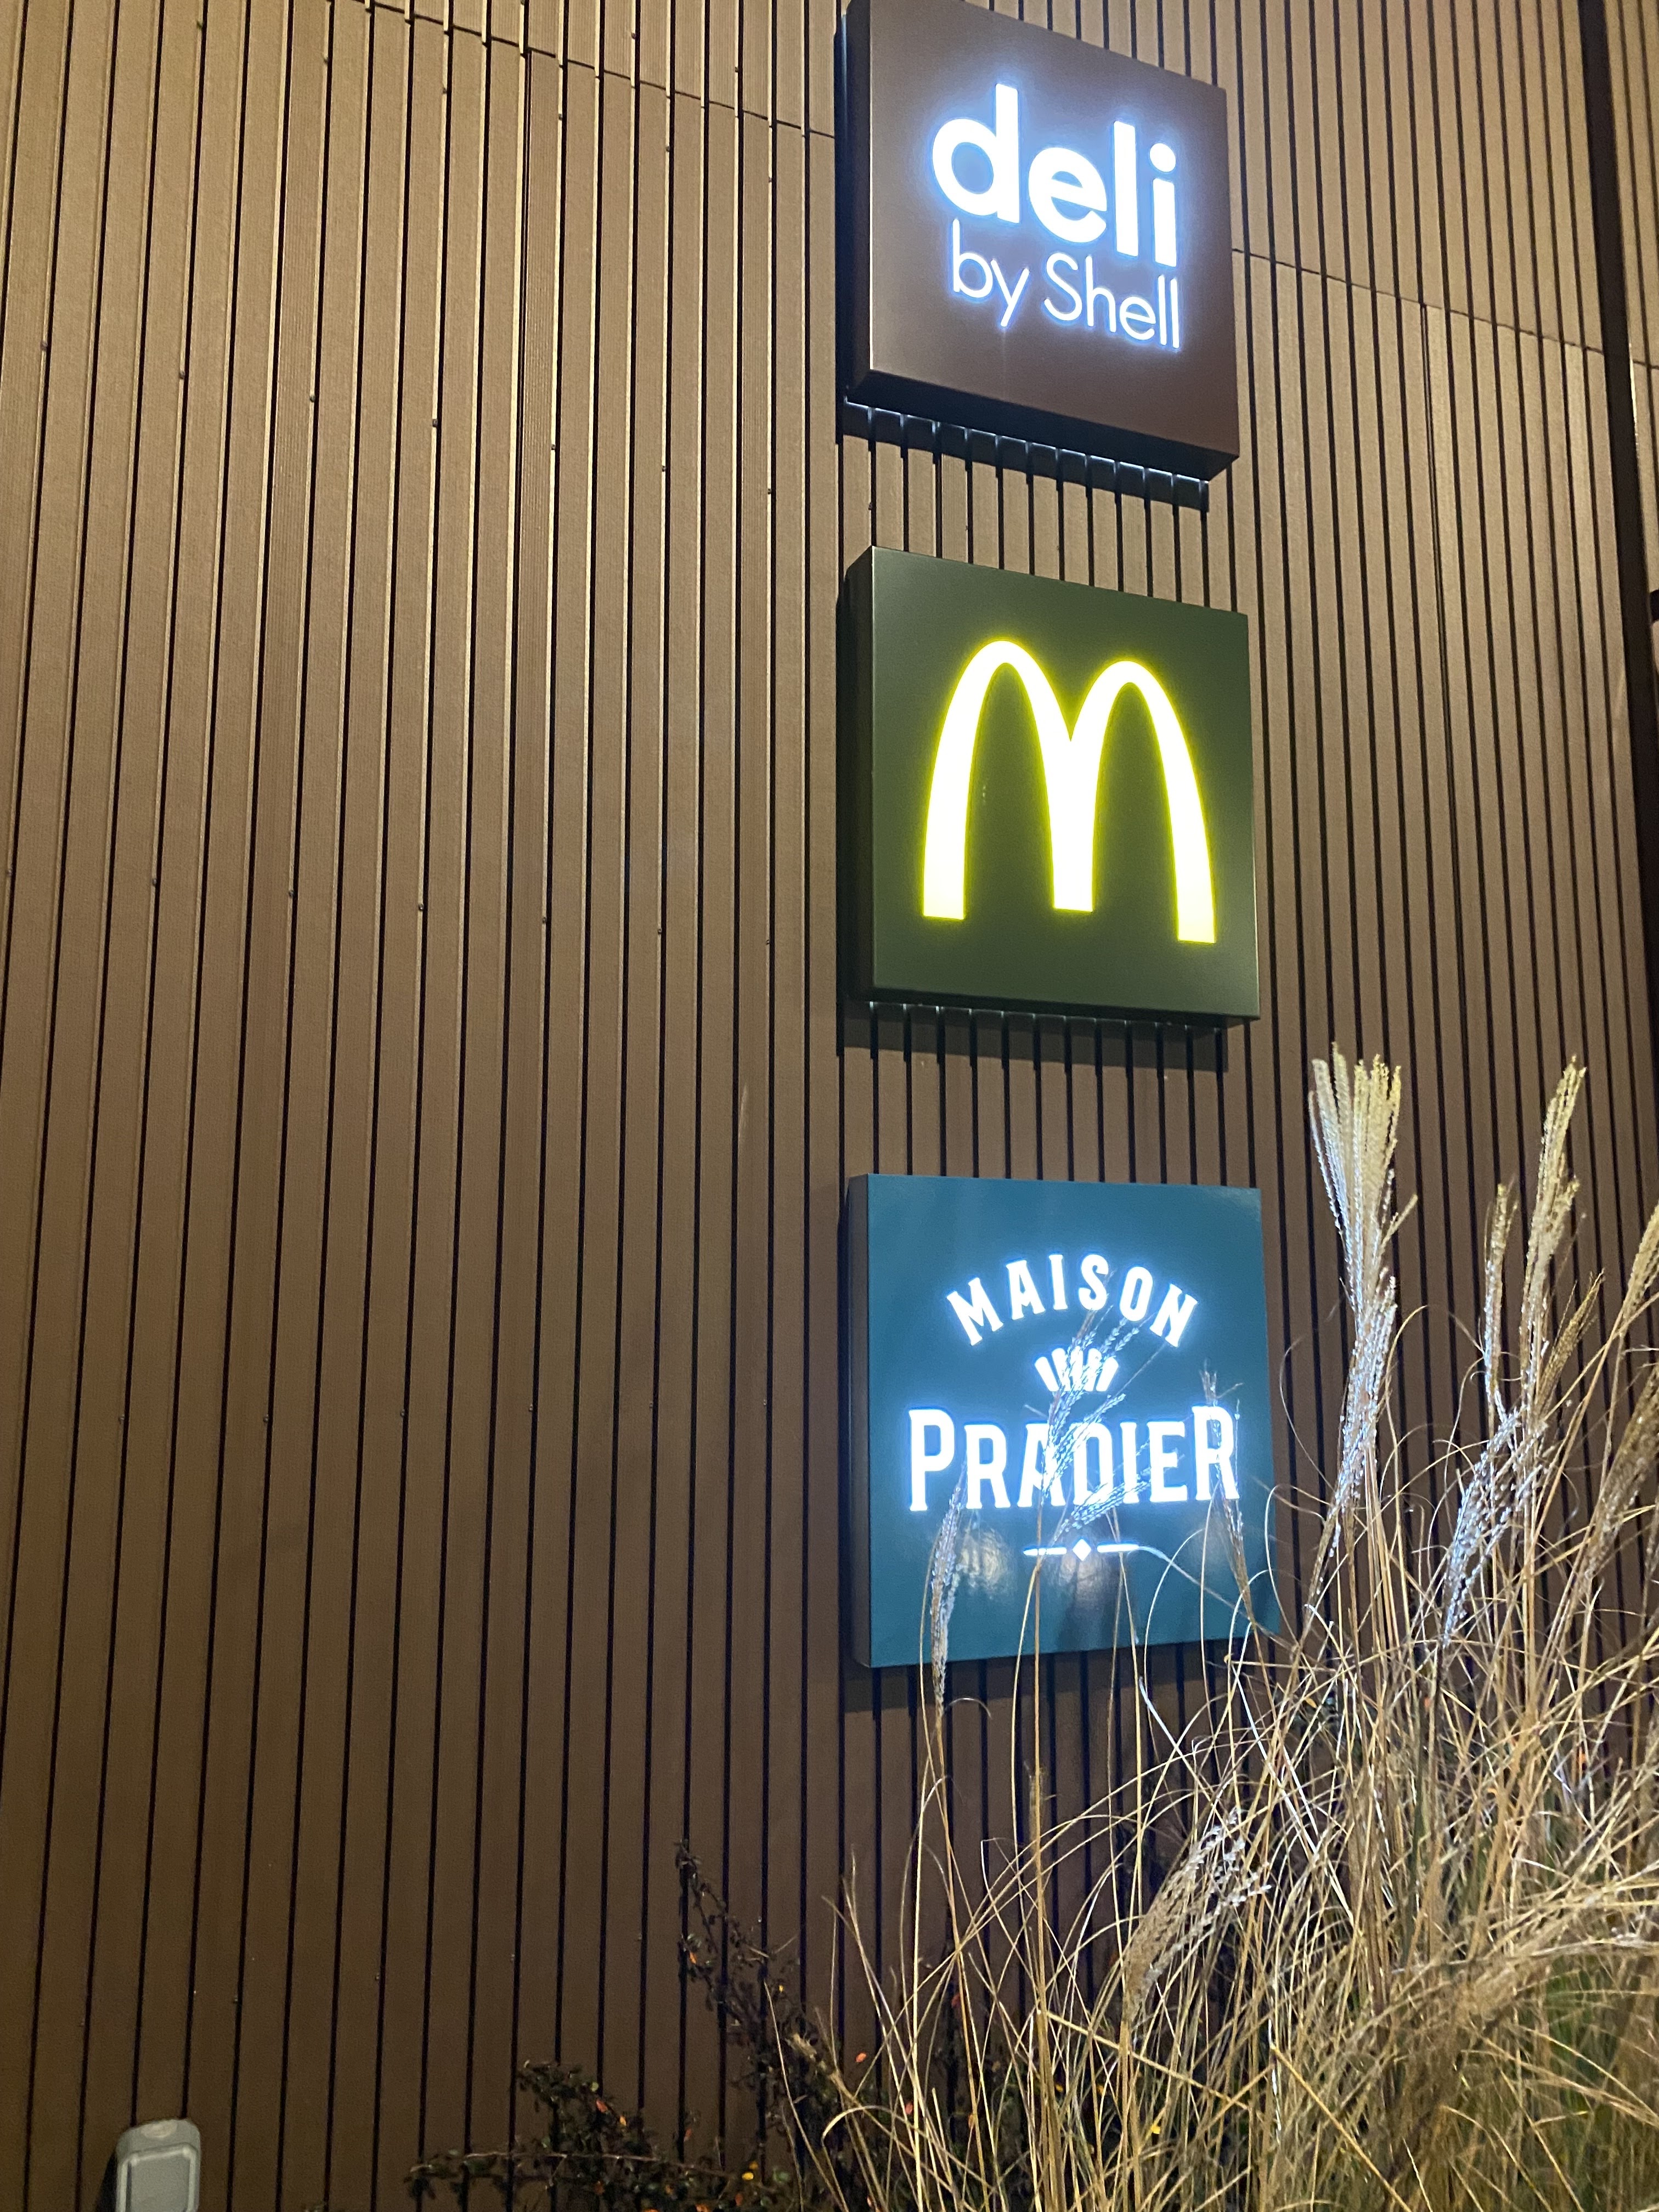 deli
by Shell
M
MAISON
PRADIER